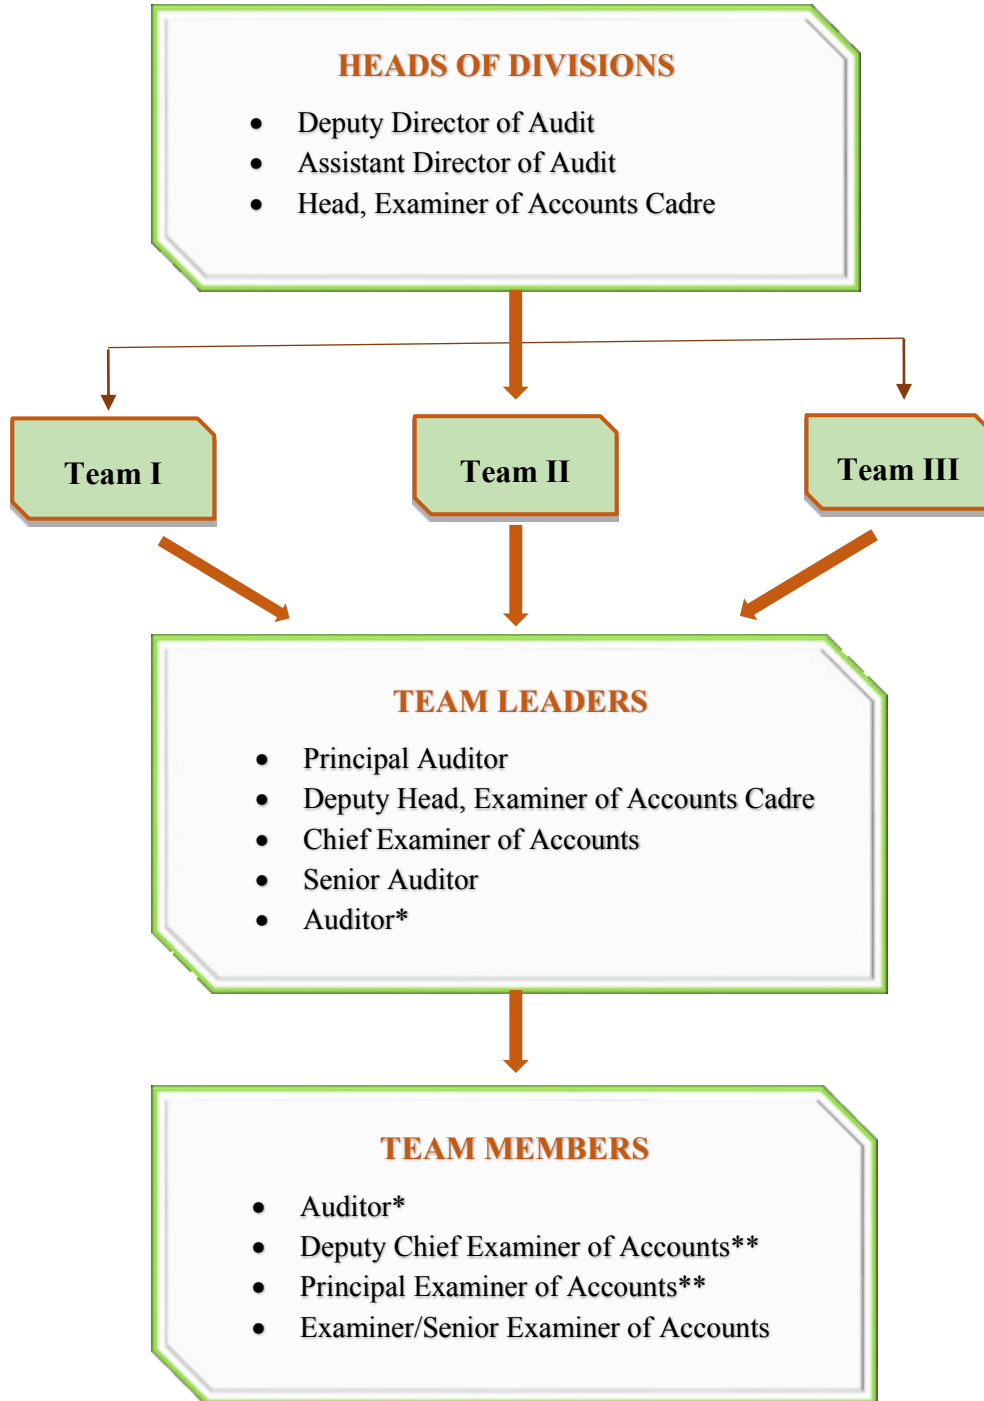 HEADS OF DIVISIONS
• Deputy Director of Audit
• Assistant Director of Audit
• Head, Examiner of Accounts Cadre
Team I
Team II
Team III
TEAM LEADERS
• Principal Auditor
• Deputy Head, Examiner of Accounts Cadre
• Chief Examiner of Accounts
• Senior Auditor
• Auditor*
TEAM MEMBERS
• Auditor*
• Deputy Chief Examiner of Accounts**
• Principal Examiner of Accounts**
• Examiner/Senior Examiner of Accounts